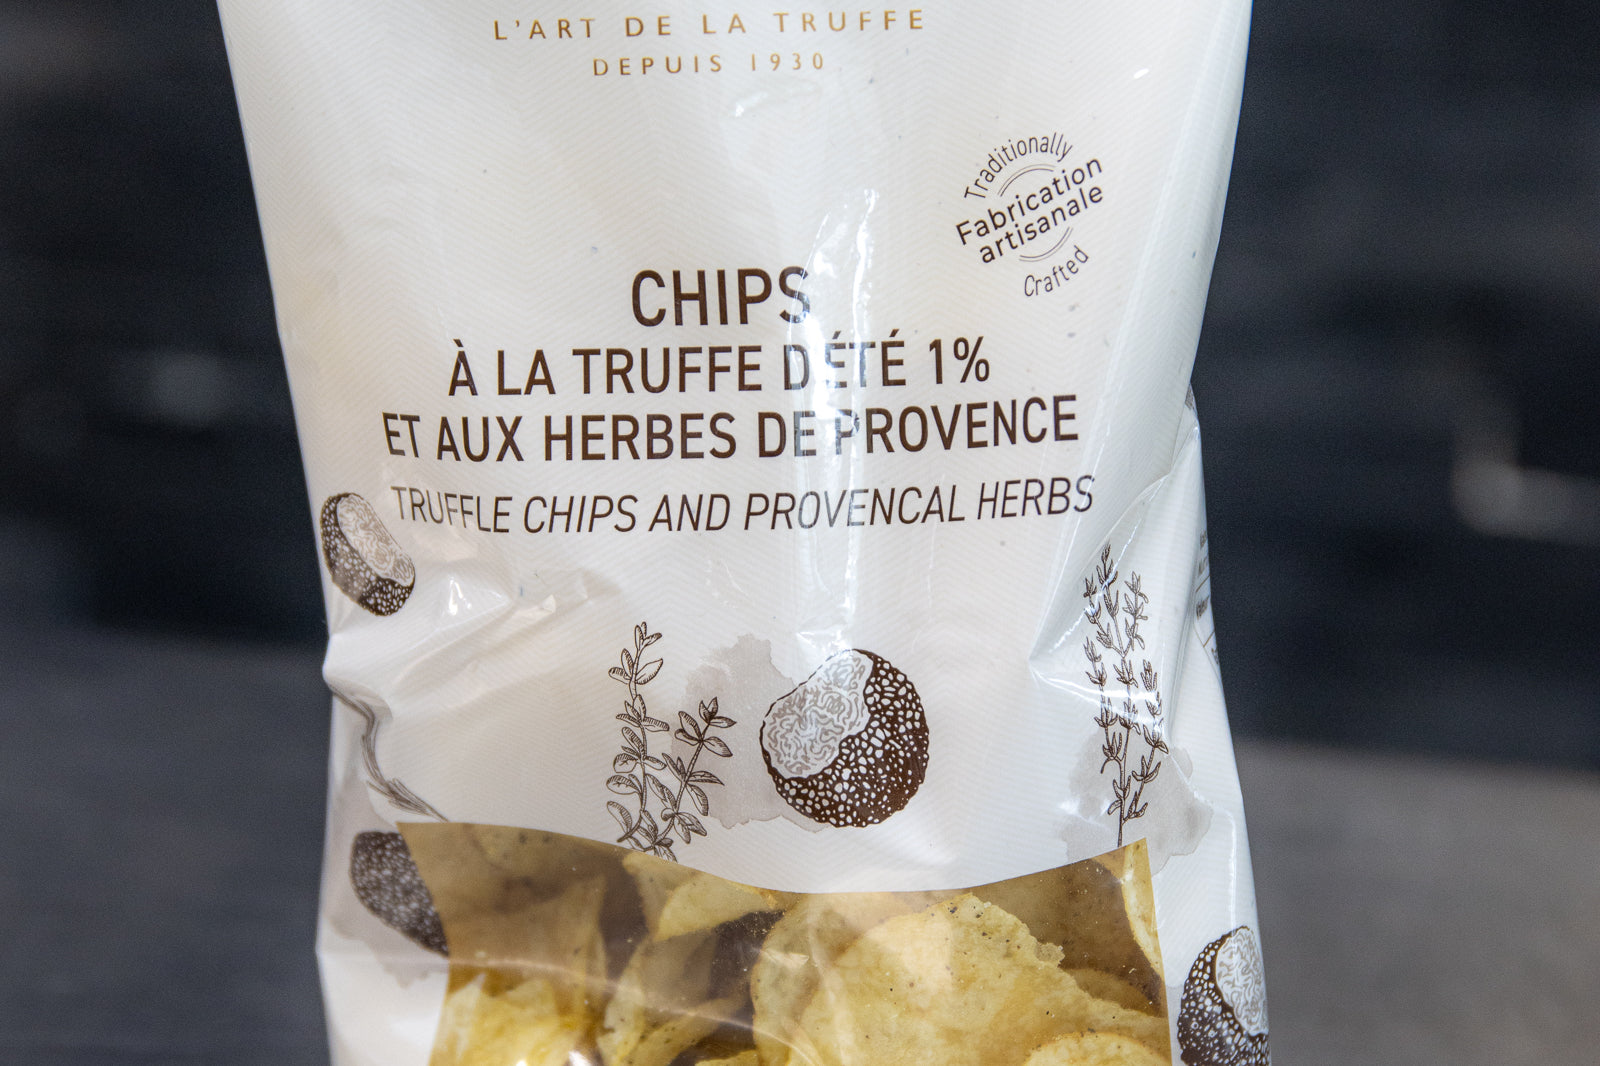 L'ART DE LA TRUFFE
DEPUIS 1930
Traditionally
Fabrication
artisanale
Crafted
CHIPS
À LA TRUFFE D'ÉTÉ 1%
ET AUX HERBES DE PROVENCE
TRUFFLE CHIPS AND PROVENCAL HERBS